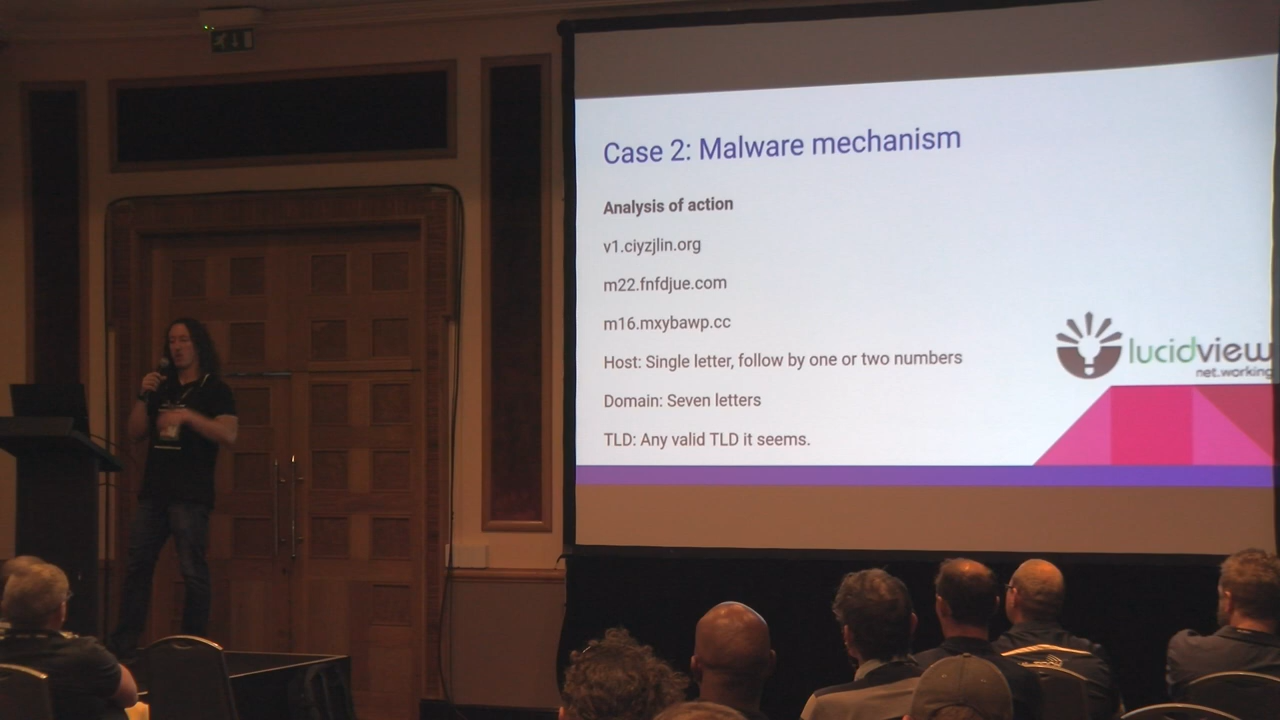 Case 2: Malware mechanism
Analysis of action
v1.ciyzjlin.org
m22.fnfdjue.com
m16.mxybawp.cc
Host: Single letter, follow by one or two numbers
Domain: Seven letters
TLD: Any valid TLD it seems.
lucidview
net.working